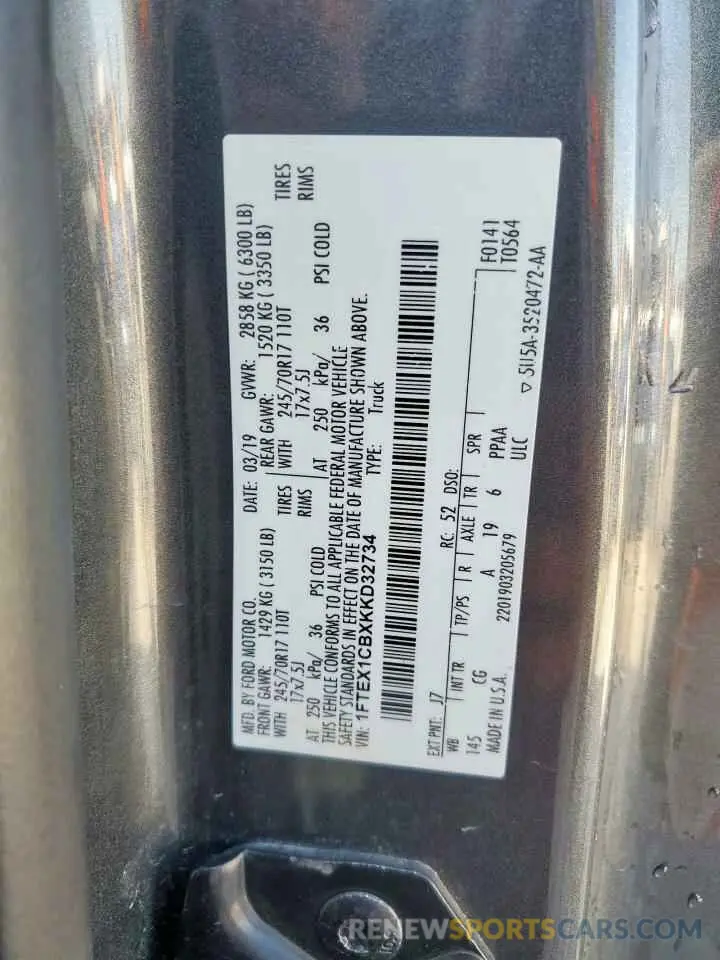 MFD. BY FORD MOTOR CO.
DATE: 03/19 GVWR: 2858 KG ( 6300 LB)
FRONT GAWR: 1429 KG ( 3150 LB)
REAR GAWR: 1520 KG ( 3350 LB)
WITH 245/70R17 110T TIRES
WITH 245/70R17 110T TIRES
17x7.5J RIMS
17x7.5J RIMS
AT 250 kPa/ 36 PSI COLD
AT 250 kPa/ 36 PSI COLD
THIS VEHICLE CONFORMS TO ALL APPLICABLE FEDERAL MOTOR VEHICLE
SAFETY STANDARDS IN EFFECT ON THE DATE OF MANUFACTURE SHOWN ABOVE.
VIN: 1FTEX1CBXKKD32734
TYPE: Truck
EXT PNT: J7 RC: 52 DSO:
WB INT TR TP/PS R AXLE TR SPR
145 CG A 19 6 PPAA
ULC
F0141
T0564
MADE IN U.S.A. 2201903205679
▽ SU5A-3520472-AA
RENEWSPORTSCARS.COM